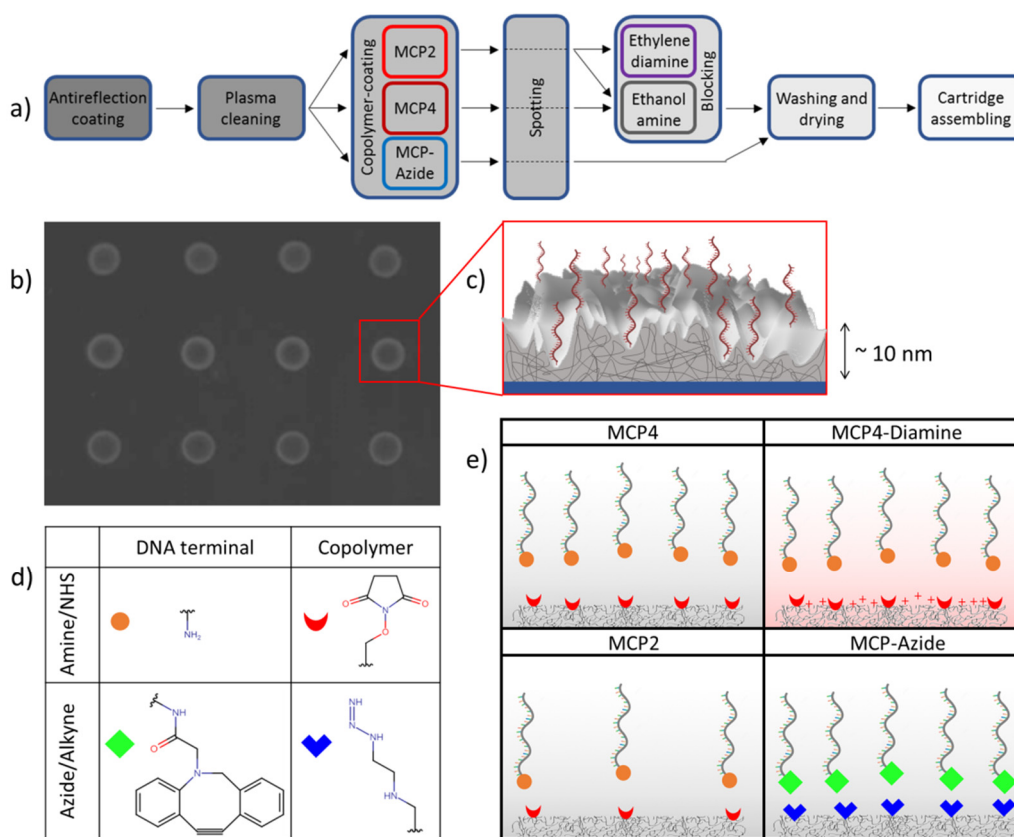 a)
Antireflection
coating
Plasma
cleaning
Copolymer-coating
MCP2
MCP4
MCP-
Azide
Spotting
Ethylene
diamine
Ethanol
amine
Blocking
Washing and
drying
Cartridge
assembling
b)
c)
~ 10 nm
d)
DNA terminal
Copolymer
Amine/NHS
NH₂
O
N
O
O
Azide/Alkyne
NH
O
N
NH
N
NH
NH
e)
MCP4
MCP4-Diamine
+ + + + + + + + + +
MCP2
MCP-Azide